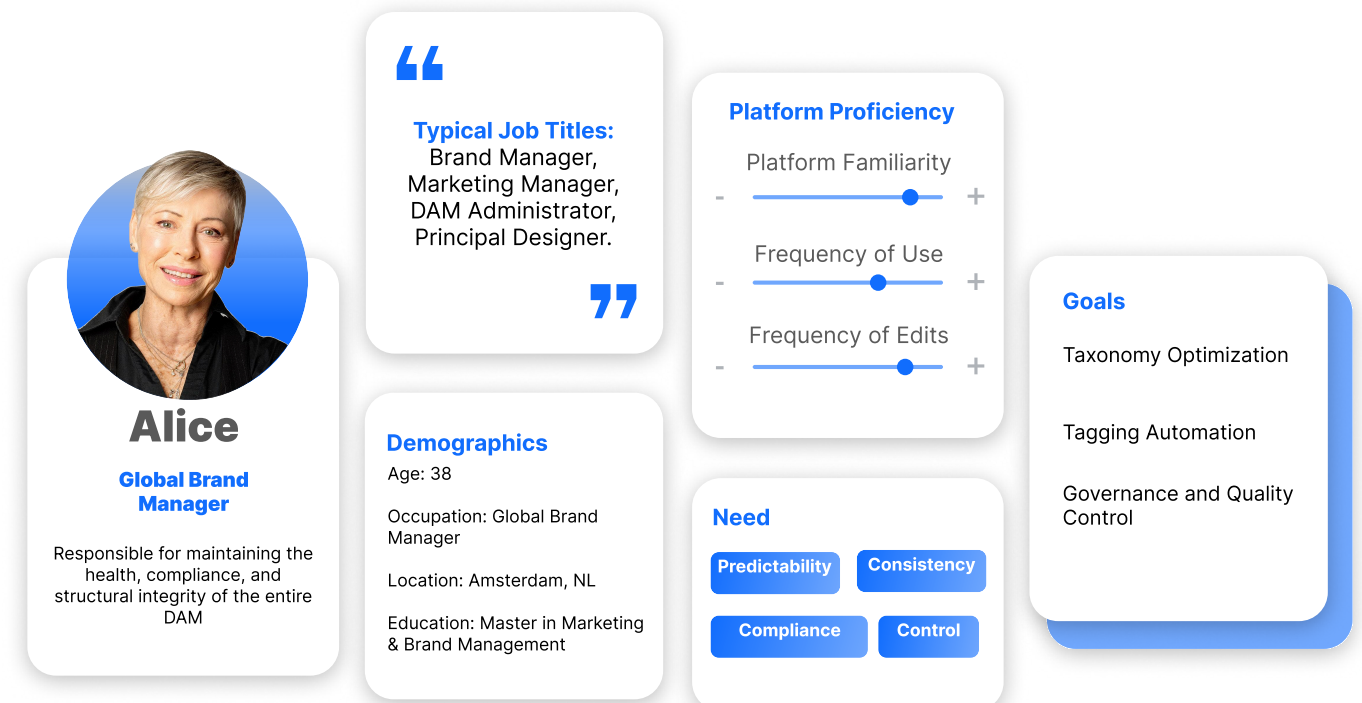 Alice
Global Brand
Manager
Responsible for maintaining the
health, compliance, and
structural integrity of the entire
DAM
“
Typical Job Titles:
Brand Manager,
Marketing Manager,
DAM Administrator,
Principal Designer.
”
Demographics
Age: 38
Occupation: Global Brand
Manager
Location: Amsterdam, NL
Education: Master in Marketing
& Brand Management
Platform Proficiency
Platform Familiarity
- +
Frequency of Use
- +
Frequency of Edits
- +
Need
Predictability Consistency
Compliance Control
Goals
Taxonomy Optimization
Tagging Automation
Governance and Quality
Control